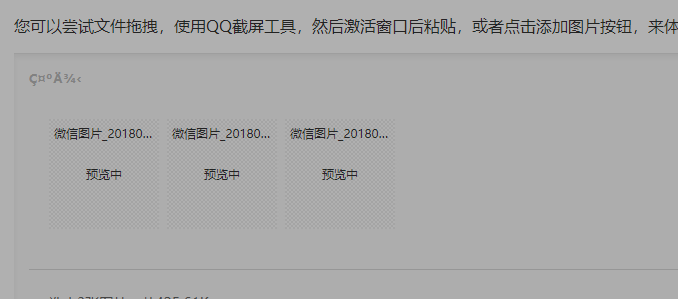 您可以尝试文件拖拽，使用QQ截屏工具，然后激活窗口后粘贴，或者点击添加图片按钮，来体
Ç¤ºÄ¾‹
微信图片_20180... 微信图片_20180... 微信图片_20180...
预览中 预览中 预览中